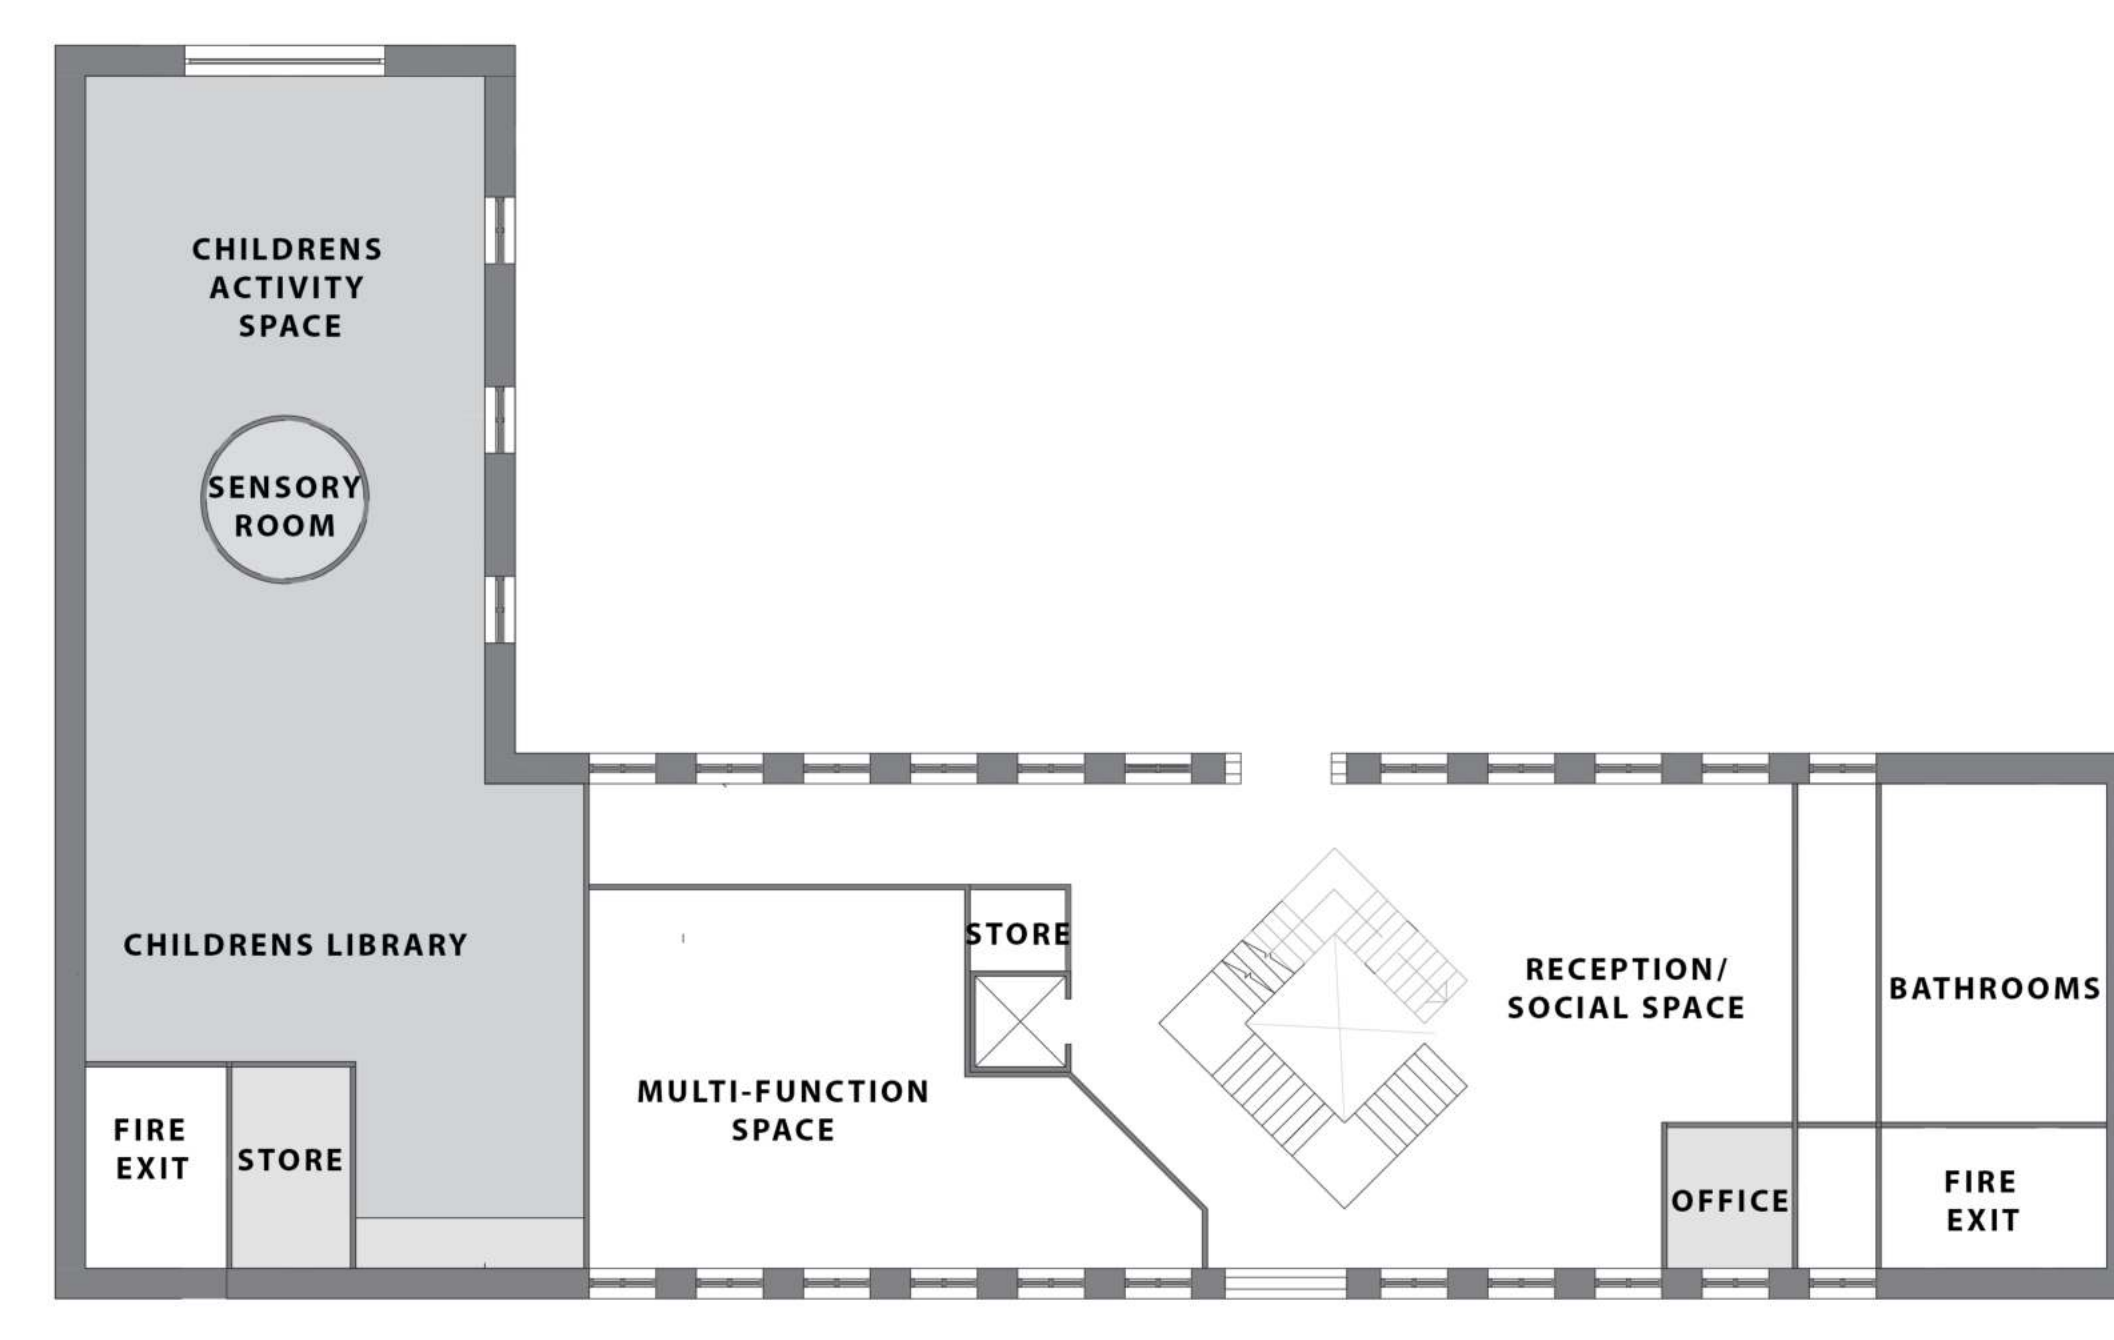 CHILDRENS
ACTIVITY
SPACE
SENSORY
ROOM
CHILDRENS LIBRARY
FIRE
EXIT
STORE
MULTI-FUNCTION
SPACE
STORE
RECEPTION/
SOCIAL SPACE
OFFICE
BATHROOMS
FIRE
EXIT